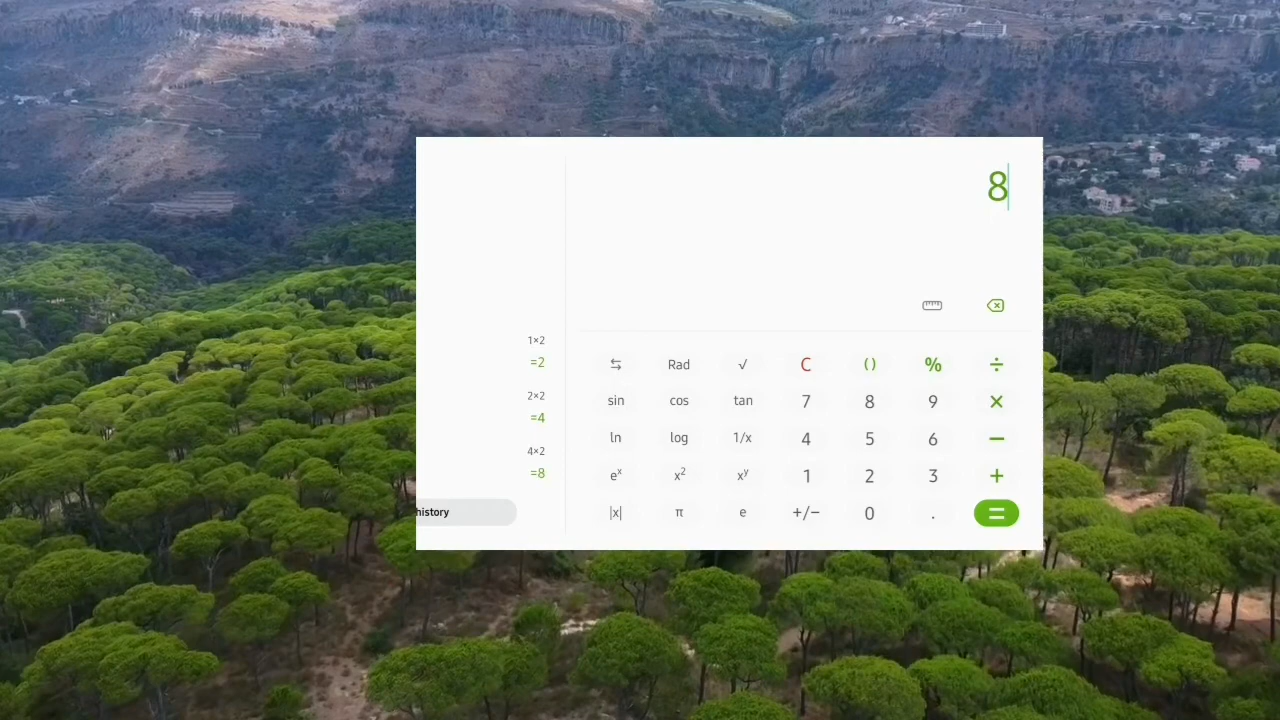 8
1×2
=2
2×2
=4
4×2
=8
history
⇆ Rad √ C () % ÷
sin cos tan 7 8 9 ×
ln log 1/x 4 5 6 −
eˣ x² xʸ 1 2 3 +
|x| π e +/− 0 . =